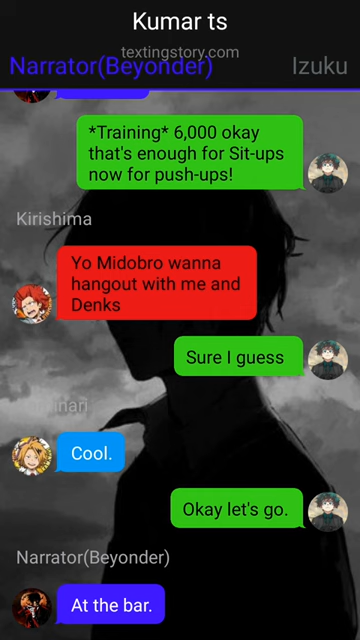 Kumar ts
textingstory.com
Narrator(Beyonder)
Izuku
*Training* 6,000 okay
that's enough for Sit-ups
now for push-ups!
Kirishima
Yo Midobro wanna
hangout with me and
Denks
Sure I guess
Cool.
Okay let's go.
Narrator(Beyonder)
At the bar.